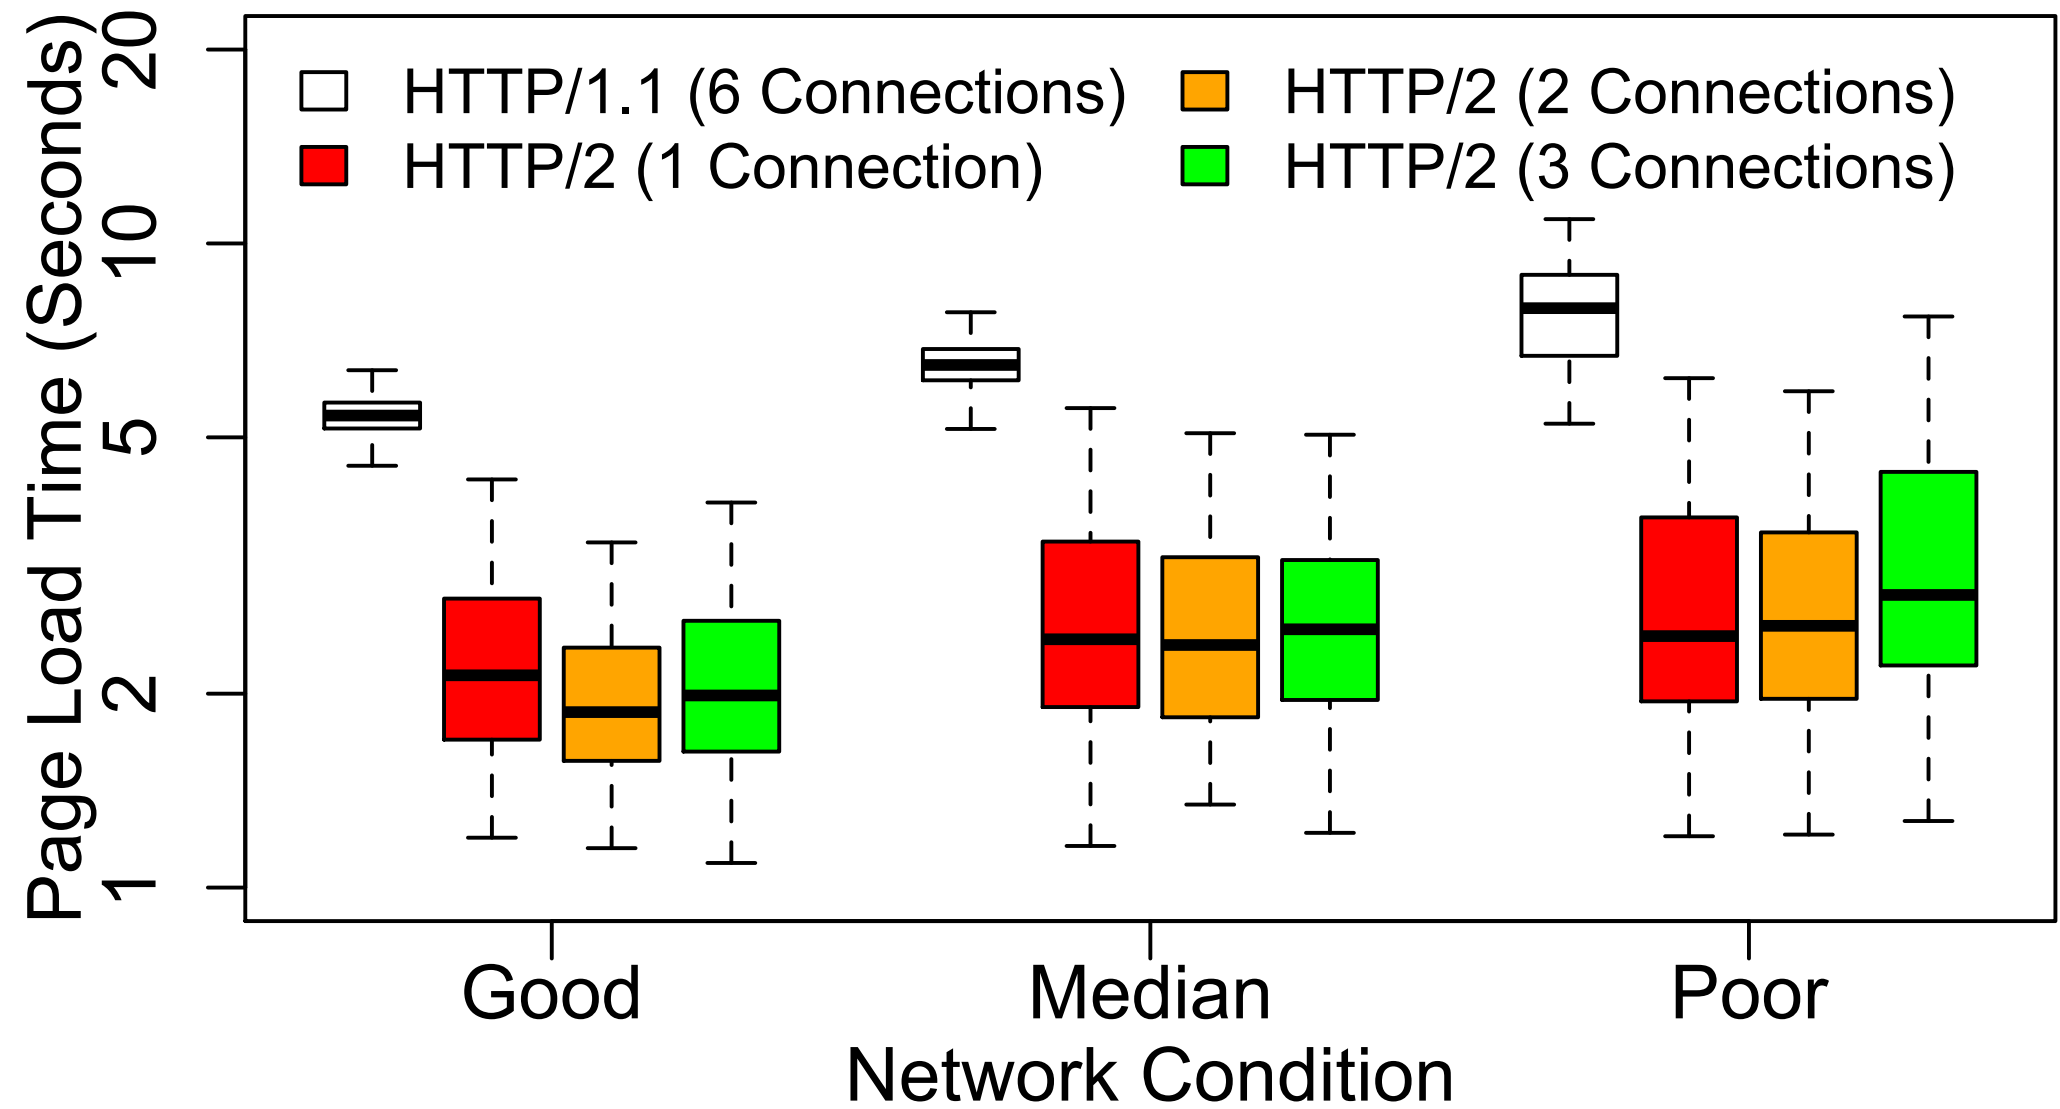 Page Load Time (Seconds)
20
10
5
2
1
HTTP/1.1 (6 Connections)
HTTP/2 (1 Connection)
HTTP/2 (2 Connections)
HTTP/2 (3 Connections)
Good
Median
Poor
Network Condition